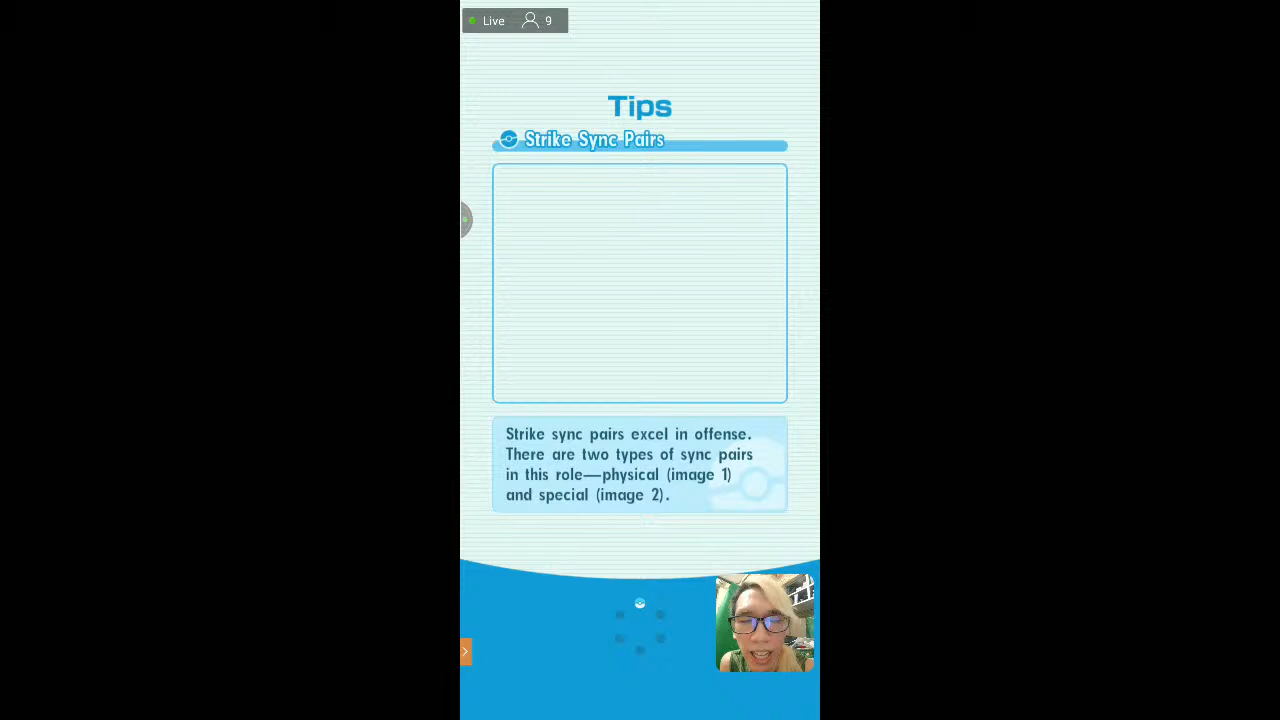 Live 9
Tips
Strike Sync Pairs
Strike sync pairs excel in offense.
There are two types of sync pairs
in this role—physical (image 1)
and special (image 2).